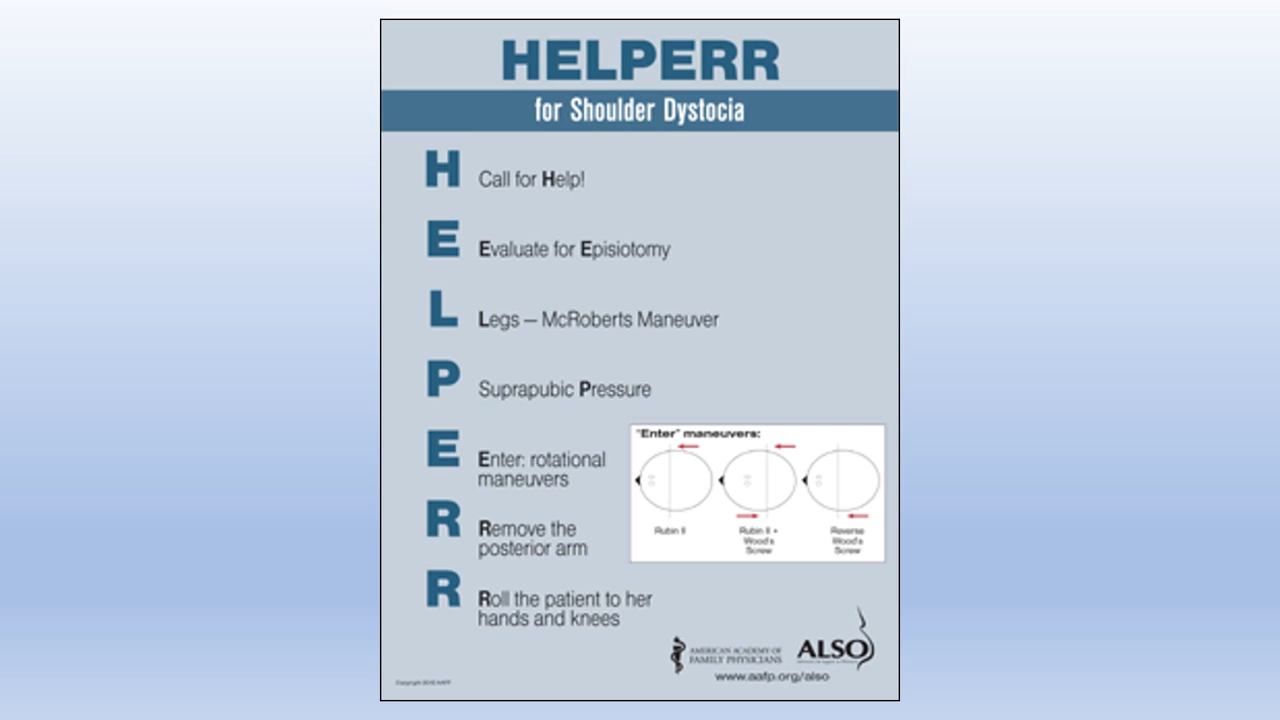 HELPERR
for Shoulder Dystocia
H Call for Help!
E Evaluate for Episiotomy
L Legs – McRoberts Maneuver
P Suprapubic Pressure
E Enter: rotational
maneuvers
"Enter" maneuvers:
Rubin II
Rubin II +
Wood's
Screw
Reverse
Wood's
Screw
R Remove the
posterior arm
R Roll the patient to her
hands and knees
AMERICAN ACADEMY OF
FAMILY PHYSICIANS
ALSO
www.aafp.org/also